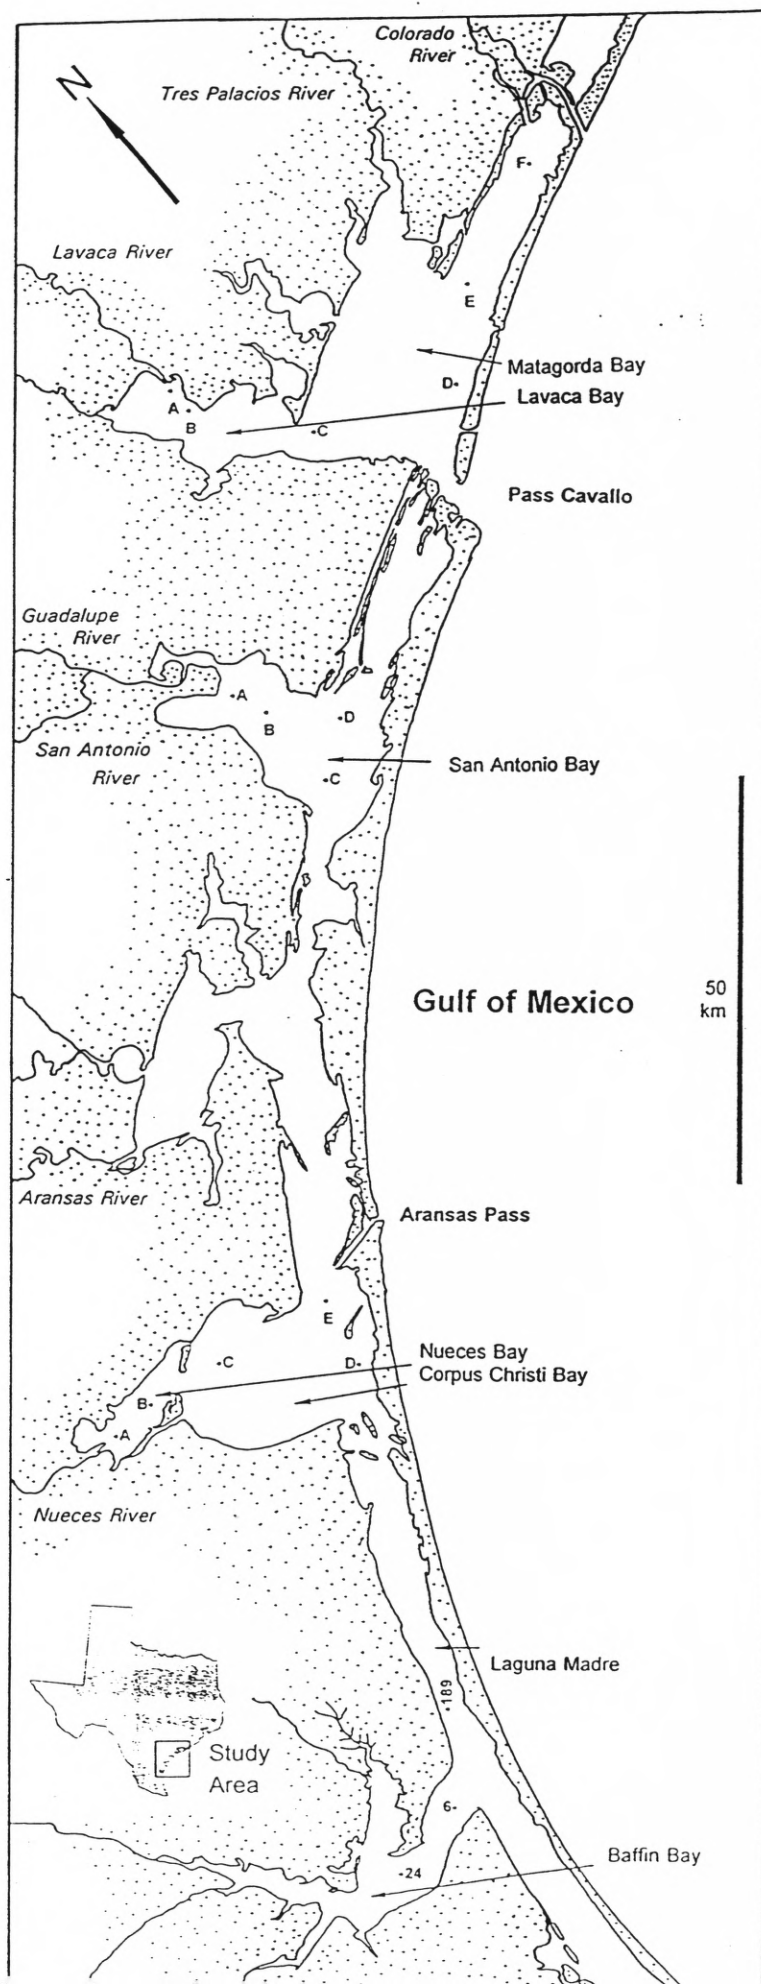 Colorado
River
Tres Palacios River
N
F
Lavaca River
E
Matagorda Bay
D
Lavaca Bay
A
B
C
Pass Cavallo
Guadalupe
River
A
B
D
San Antonio
River
San Antonio Bay
C
Gulf of Mexico
50
km
Aransas River
Aransas Pass
E
Nueces Bay
C
D
Corpus Christi Bay
B
A
Nueces River
Laguna Madre
189
Study
Area
6
24
Baffin Bay